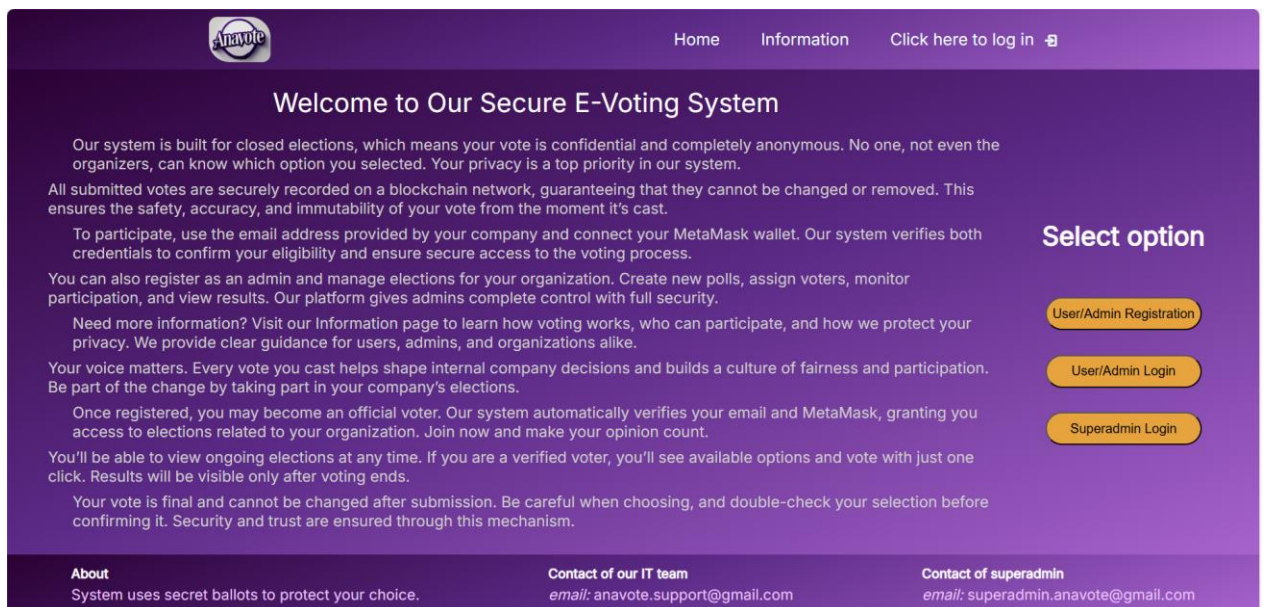 Anavote
Home Information Click here to log in
Welcome to Our Secure E-Voting System
Our system is built for closed elections, which means your vote is confidential and completely anonymous. No one, not even the
organizers, can know which option you selected. Your privacy is a top priority in our system.
All submitted votes are securely recorded on a blockchain network, guaranteeing that they cannot be changed or removed. This
ensures the safety, accuracy, and immutability of your vote from the moment it’s cast.
To participate, use the email address provided by your company and connect your MetaMask wallet. Our system verifies both
credentials to confirm your eligibility and ensure secure access to the voting process.
You can also register as an admin and manage elections for your organization. Create new polls, assign voters, monitor
participation, and view results. Our platform gives admins complete control with full security.
Need more information? Visit our Information page to learn how voting works, who can participate, and how we protect your
privacy. We provide clear guidance for users, admins, and organizations alike.
Your voice matters. Every vote you cast helps shape internal company decisions and builds a culture of fairness and participation.
Be part of the change by taking part in your company’s elections.
Once registered, you may become an official voter. Our system automatically verifies your email and MetaMask, granting you
access to elections related to your organization. Join now and make your opinion count.
You’ll be able to view ongoing elections at any time. If you are a verified voter, you’ll see available options and vote with just one
click. Results will be visible only after voting ends.
Your vote is final and cannot be changed after submission. Be careful when choosing, and double-check your selection before
confirming it. Security and trust are ensured through this mechanism.
Select option
User/Admin Registration
User/Admin Login
Superadmin Login
About
System uses secret ballots to protect your choice.
Contact of our IT team
email: anavote.support@gmail.com
Contact of superadmin
email: superadmin.anavote@gmail.com